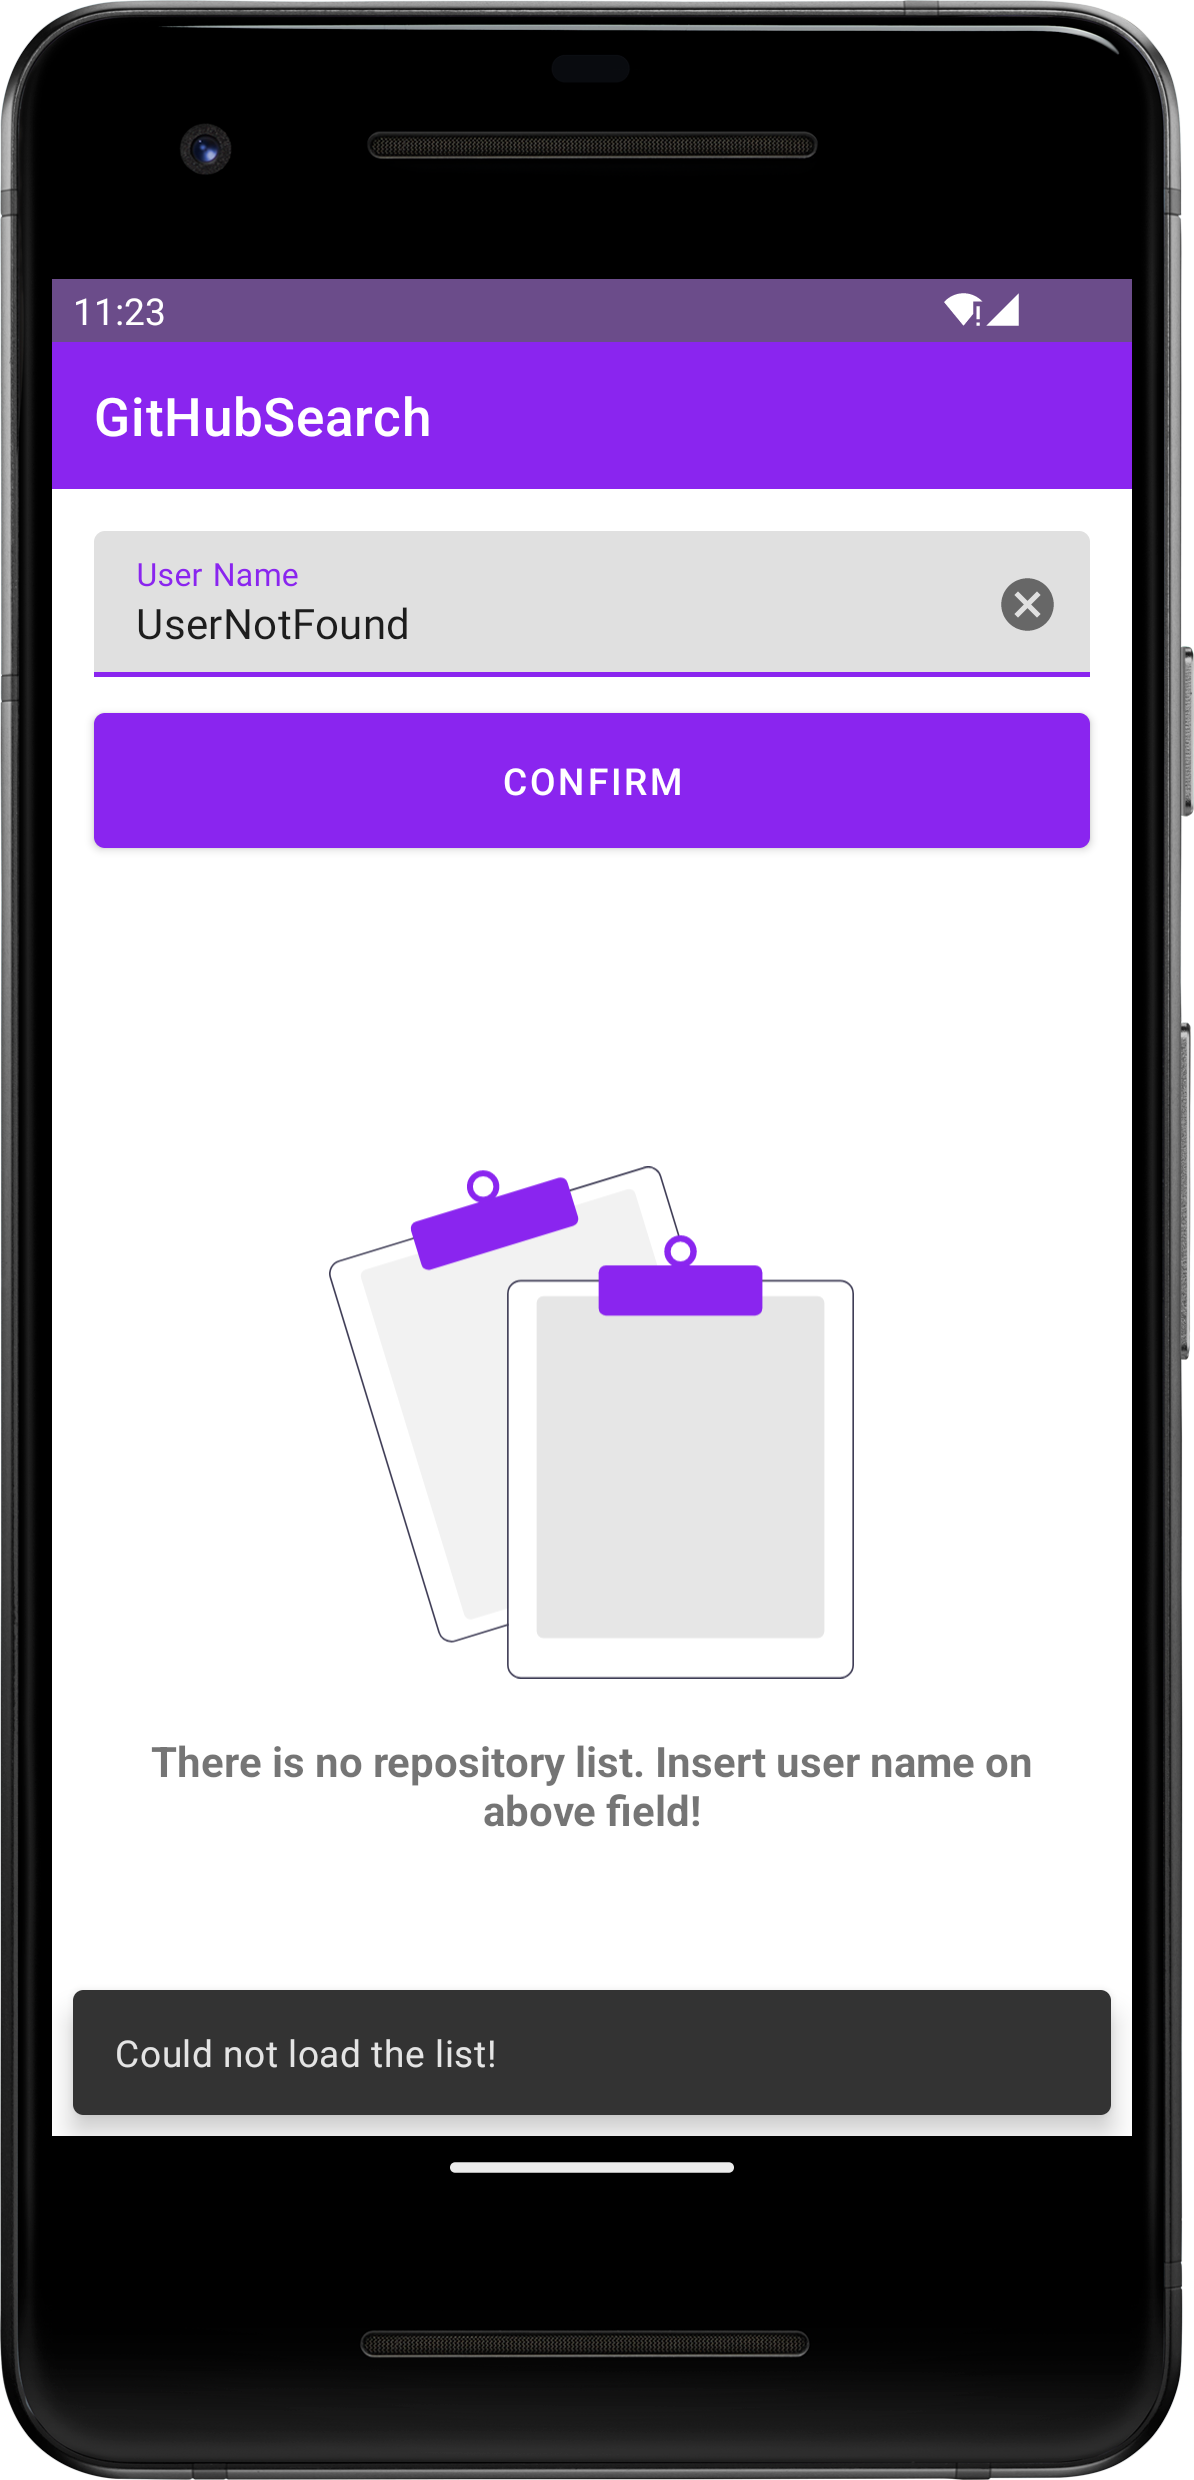 11:23
GitHubSearch
User Name
UserNotFound
CONFIRM
There is no repository list. Insert user name on
above field!
Could not load the list!